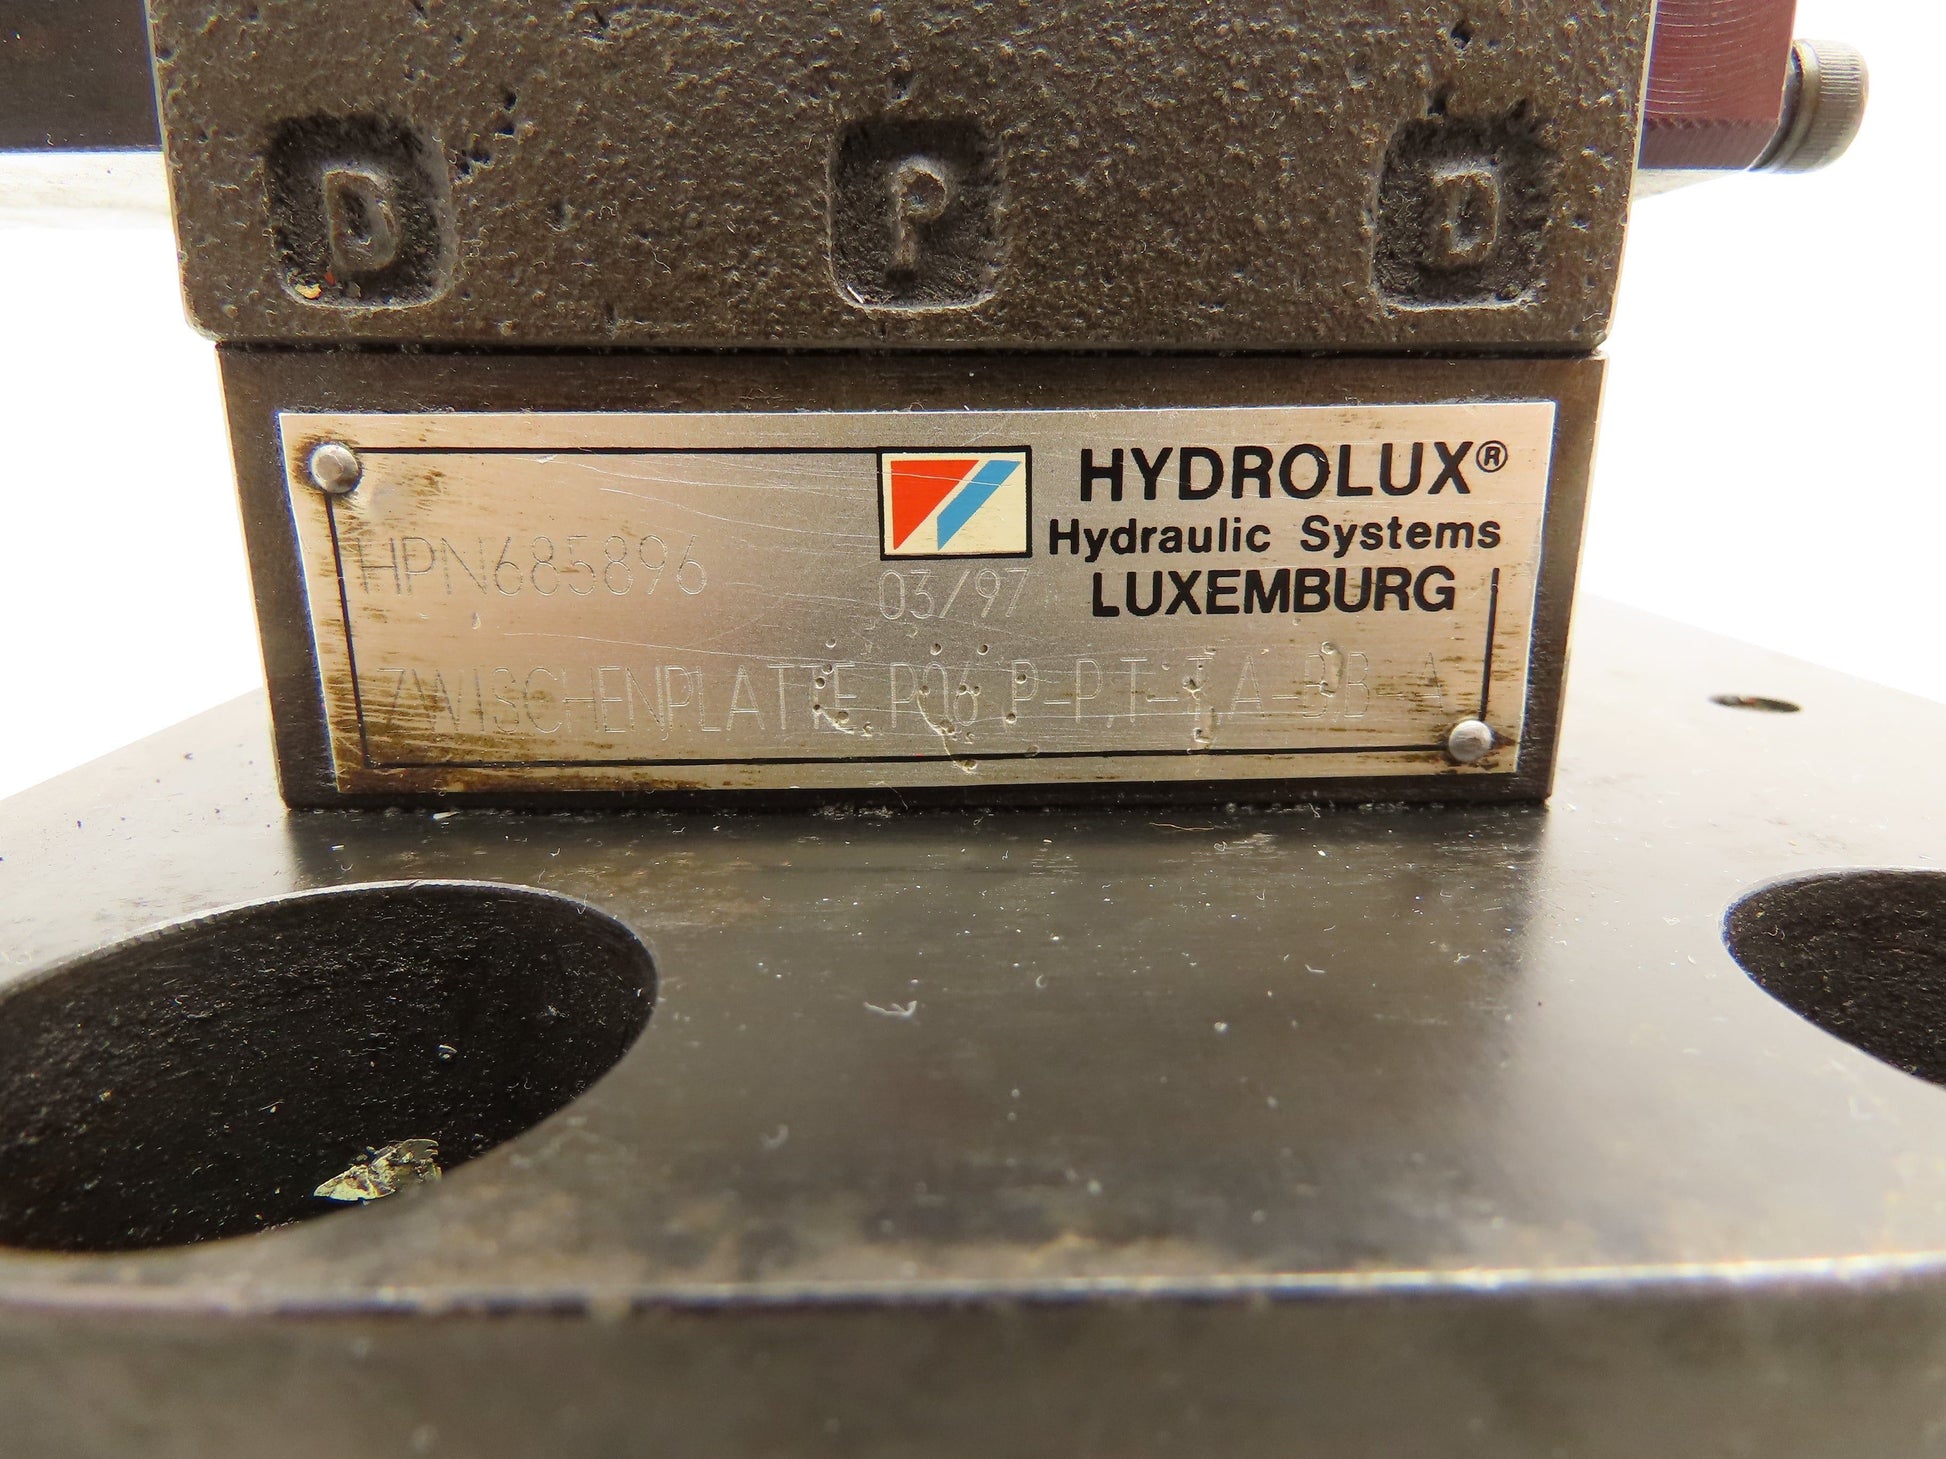 D P D
HYDROLUX®
Hydraulic Systems
LUXEMBURG
HPN685896
03/97
ZWISCHENPLATTE P06 P-P,T-T,A-B,B-A